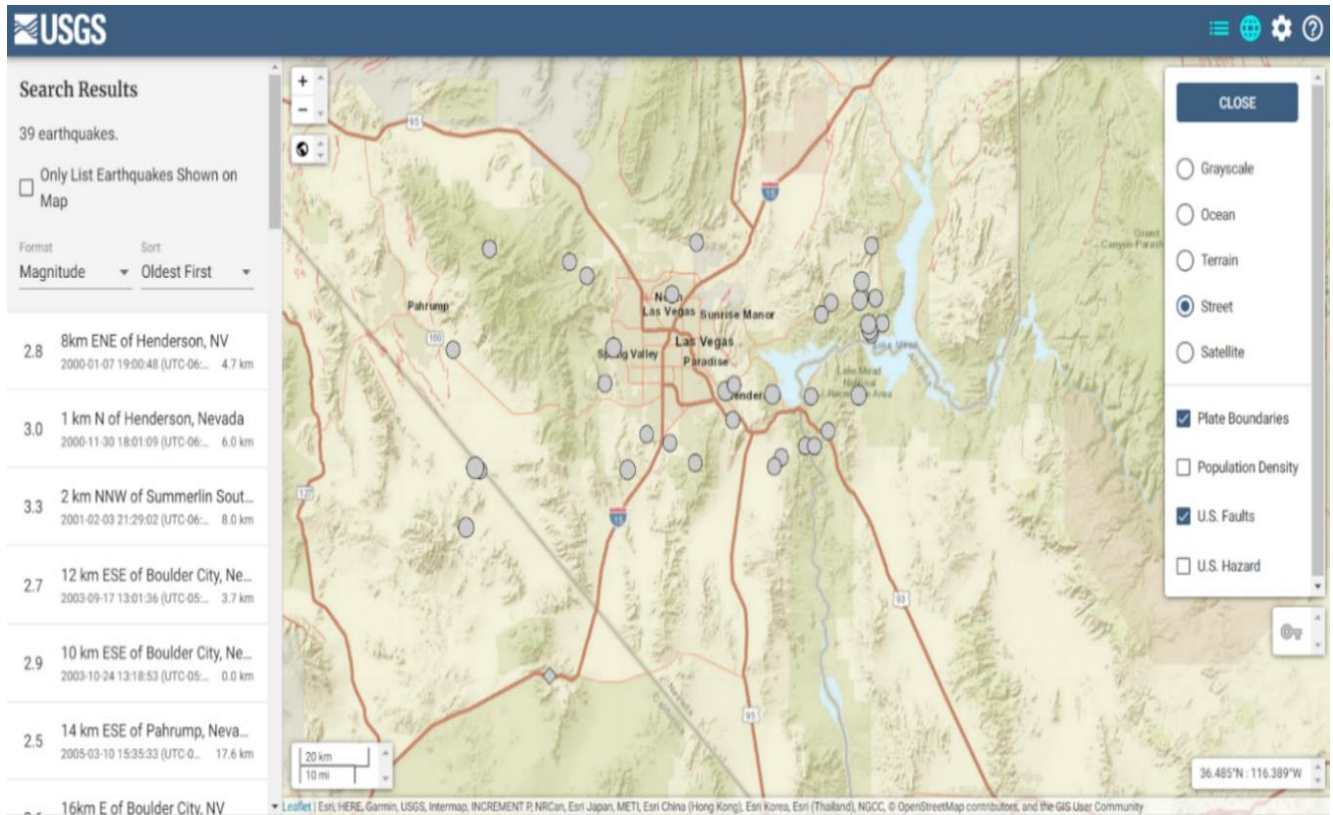 USGS
Search Results
39 earthquakes.
Only List Earthquakes Shown on
Map
Format
Sort
Magnitude
Oldest First
2.8
8km ENE of Henderson, NV
2000-01-07 19:00:48 (UTC-06:... 4.7 km
3.0
1 km N of Henderson, Nevada
2000-11-30 18:01:09 (UTC-06:... 6.0 km
3.3
2 km NNW of Summerlin Sout...
2001-02-03 21:29:02 (UTC-06:... 8.0 km
2.7
12 km ESE of Boulder City, Ne...
2003-09-17 13:01:36 (UTC-05:... 3.7 km
2.9
10 km ESE of Boulder City, Ne...
2003-10-24 13:18:53 (UTC-05:... 0.0 km
2.5
14 km ESE of Pahrump, Neva...
2005-03-10 15:35:33 (UTC-0... 17.6 km
16km E of Boulder City, NV
+
−
95
15
Pahrump
160
Las Vegas
Sunrise Manor
Las Vegas
Valley
Paradise
Lake Mead
Lake Mead
National
Recreation Area
127
15
93
95
Nevada
California
Grand
20 km
10 mi
CLOSE
Grayscale
Ocean
Terrain
Street
Satellite
Plate Boundaries
Population Density
U.S. Faults
U.S. Hazard
36.485°N : 116.389°W
Leaflet | Esri, HERE, Garmin, USGS, Intermap, INCREMENT P, NRCan, Esri Japan, METI, Esri China (Hong Kong), Esri Korea, Esri (Thailand), NGCC, © OpenStreetMap contributors, and the GIS User Community